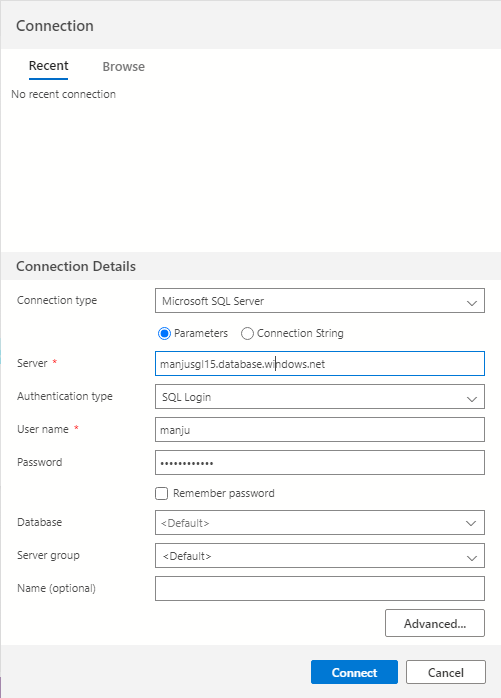 Connection
Recent Browse
No recent connection
Connection Details
Connection type Microsoft SQL Server
Parameters Connection String
Server * manjusgl15.database.windows.net
Authentication type SQL Login
User name * manju
Password ••••••••••••
Remember password
Database <Default>
Server group <Default>
Name (optional)
Advanced...
Connect Cancel